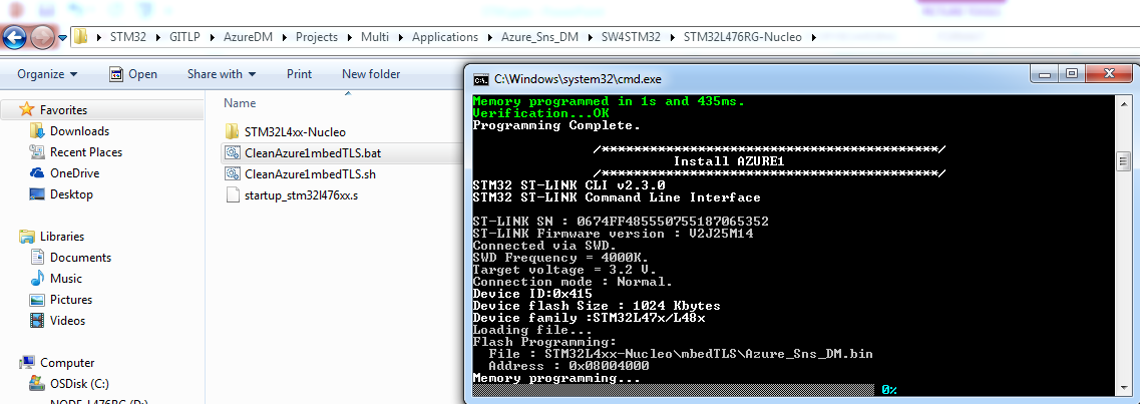 STM32 GITLP AzureDM Projects Multi Applications Azure_Sns_DM SW4STM32 STM32L476RG-Nucleo
Organize Open Share with Print New folder
Favorites
Downloads
Recent Places
OneDrive
Desktop
Libraries
Documents
Music
Pictures
Videos
Computer
OSDisk (C:)
NODE_L476RG (D:)
Name
STM32L4xx-Nucleo
CleanAzure1mbedTLS.bat
CleanAzure1mbedTLS.sh
startup_stm32l476xx.s
C:\Windows\system32\cmd.exe
Memory programmed in 1s and 435ms.
Verification...OK
Programming Complete.
/******************************************/
Install AZURE1
/******************************************/
STM32 ST-LINK CLI v2.3.0
STM32 ST-LINK Command Line Interface
ST-LINK SN : 0674FF485550755187065352
ST-LINK Firmware version : V2J25M14
Connected via SWD.
SWD Frequency = 4000K.
Target voltage = 3.2 V.
Connection mode : Normal.
Device ID:0x415
Device flash Size : 1024 Kbytes
Device family :STM32L47x/L48x
Loading file...
Flash Programming:
File : STM32L4xx-Nucleo\mbedTLS\Azure_Sns_DM.bin
Address : 0x08004000
Memory programming...
0%